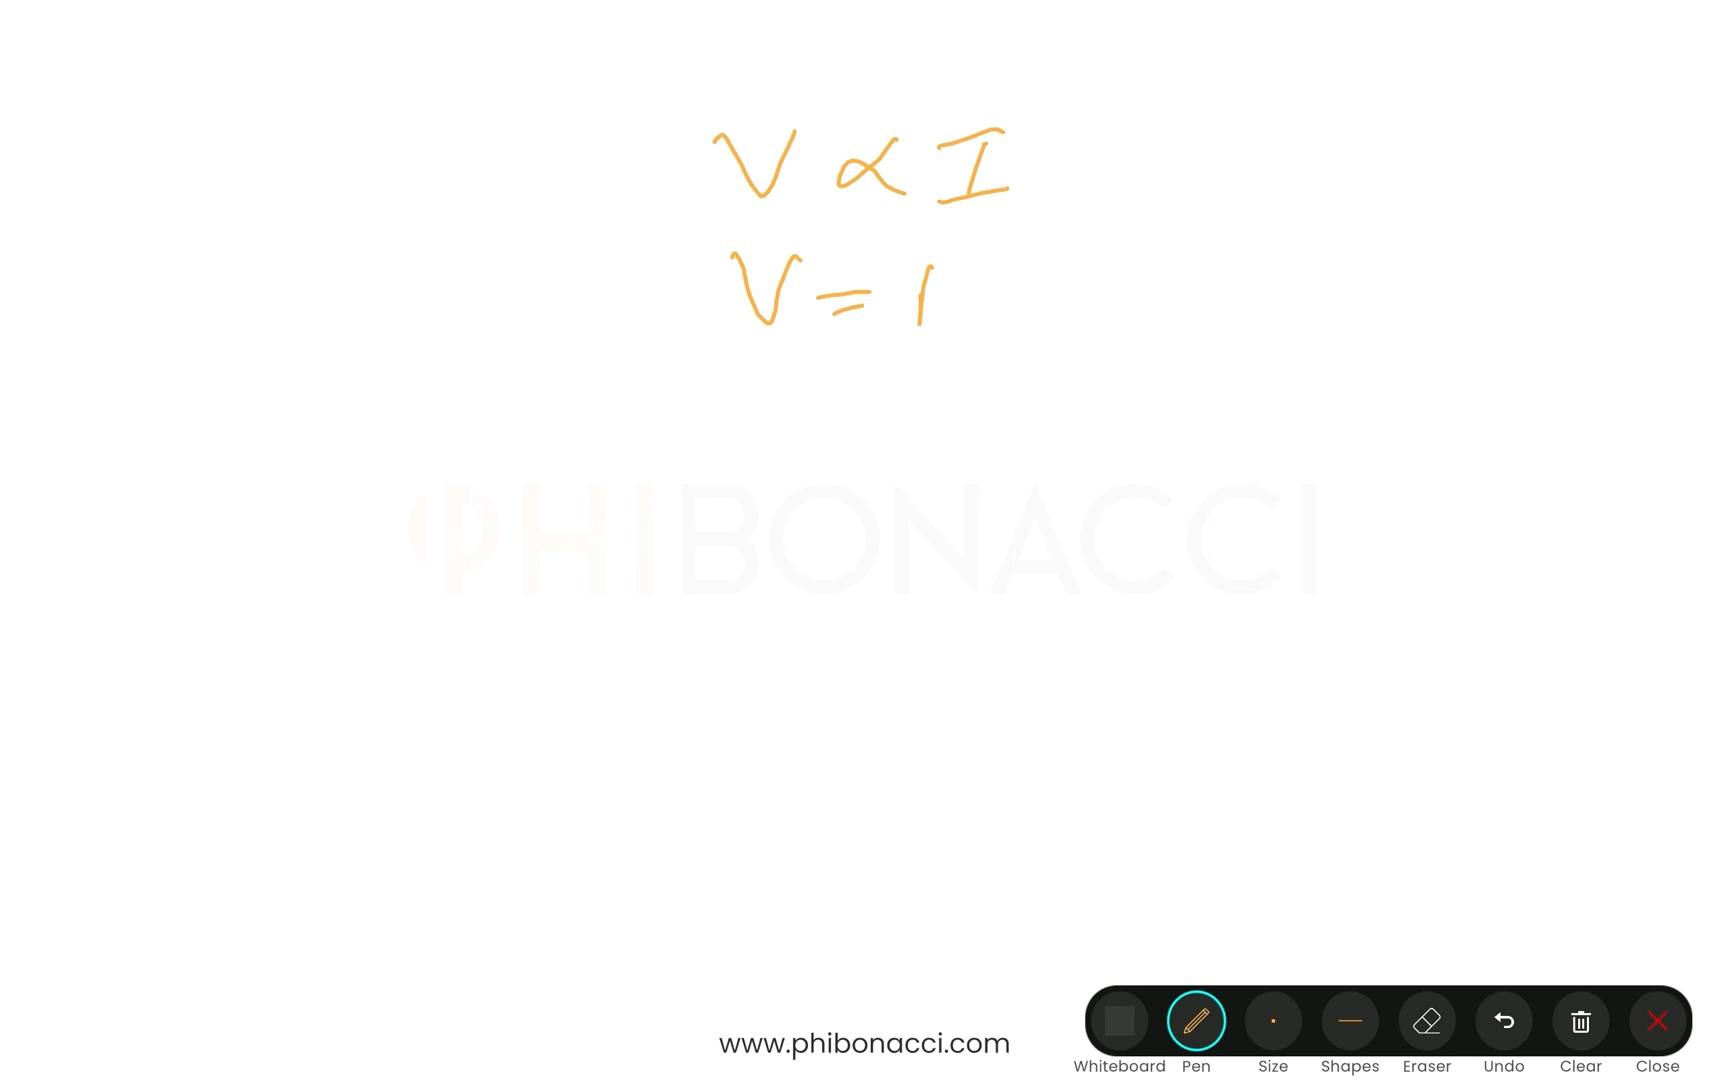 V ∝ I
V = I
PHIBONACCI
www.phibonacci.com
Whiteboard Pen Size Shapes Eraser Undo Clear Close